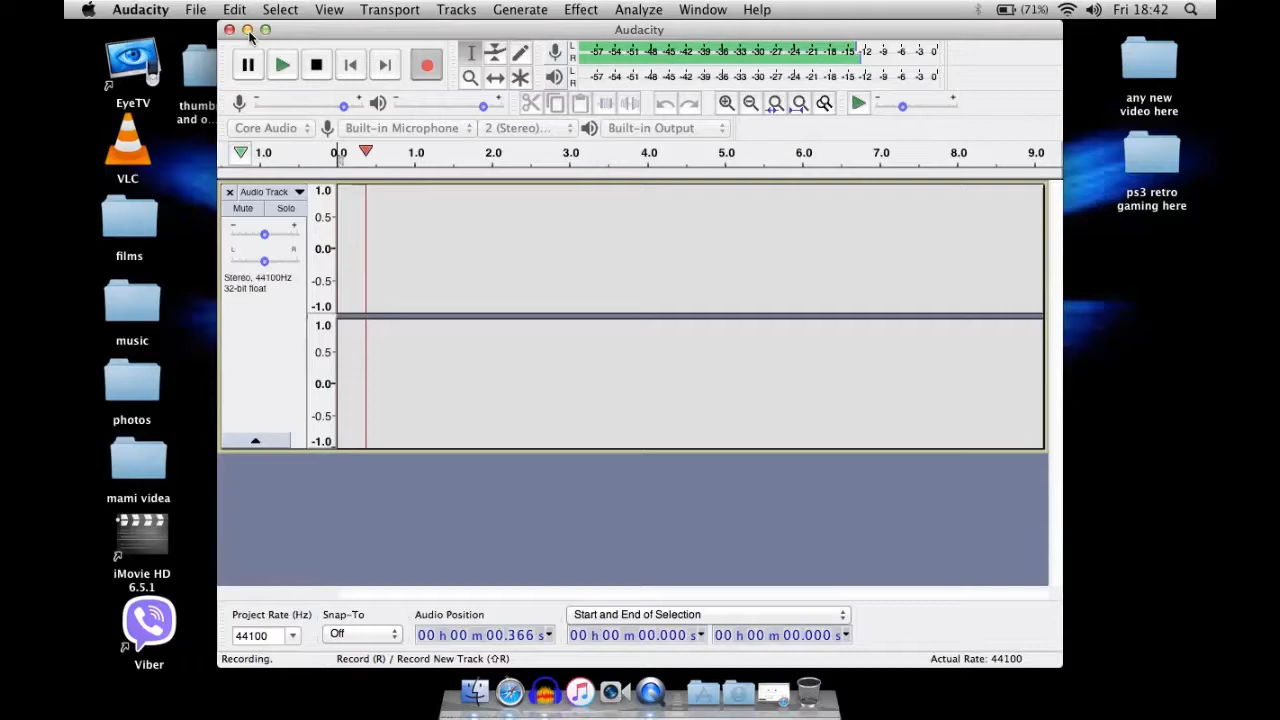 Audacity File Edit Select View Transport Tracks Generate Effect Analyze Window Help (71%) Fri 18:42
Audacity
L -57 -54 -51 -48 -45 -42 -39 -36 -33 -30 -27 -24 -21 -18 -15 -12 -9 -6 -3 0
R
L -57 -54 -51 -48 -45 -42 -39 -36 -33 -30 -27 -24 -21 -18 -15 -12 -9 -6 -3 0
R
- + - + - +
Core Audio Built-in Microphone 2 (Stereo)... Built-in Output
1.0 0.0 1.0 2.0 3.0 4.0 5.0 6.0 7.0 8.0 9.0
Audio Track
Mute Solo
- +
L R
Stereo, 44100Hz
32-bit float
1.0
0.5
0.0
-0.5
-1.0
1.0
0.5
0.0
-0.5
-1.0
Project Rate (Hz) Snap-To Audio Position Start and End of Selection
44100 Off 00 h 00 m 00.366 s 00 h 00 m 00.000 s 00 h 00 m 00.000 s
Recording. Record (R) / Record New Track (⇧R) Actual Rate: 44100
EyeTV
thumb
and o...
VLC
films
music
photos
mami videa
iMovie HD
6.5.1
Viber
any new
video here
ps3 retro
gaming here